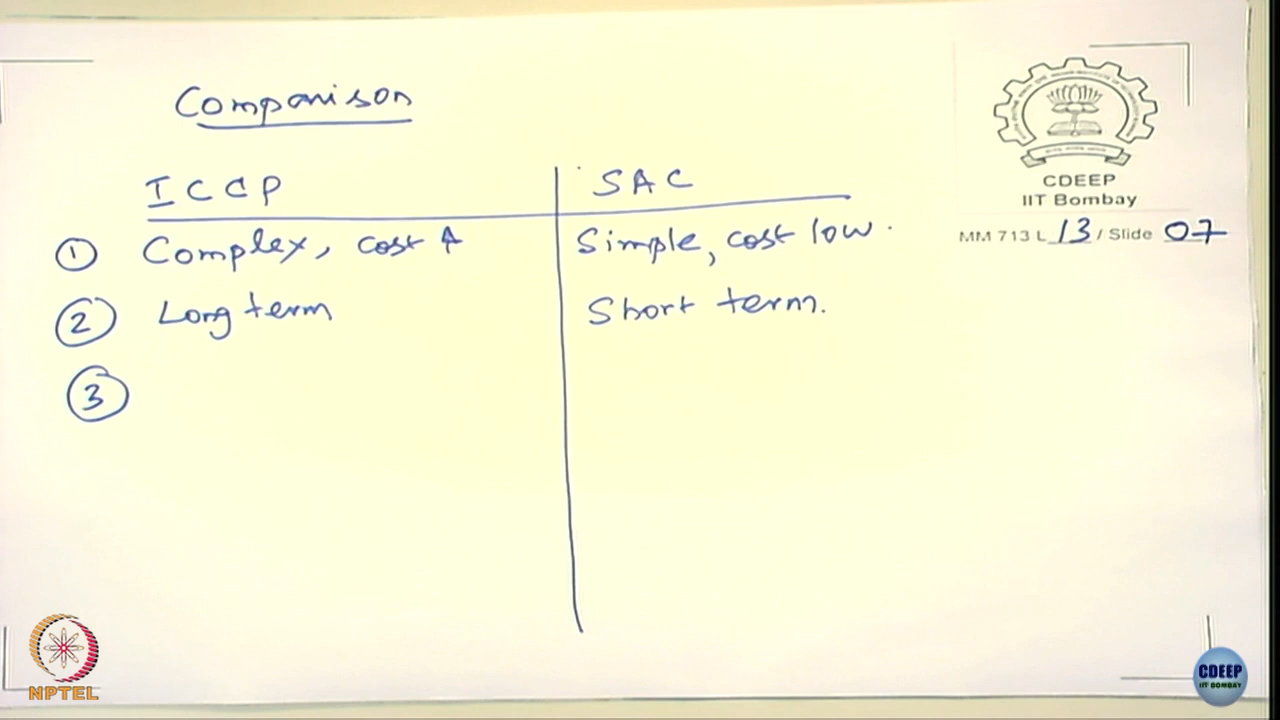 Comparison
ICCP SAC
① Complex, cost ↑ Simple, cost low.
② Long term Short term.
③
CDEEP
IIT Bombay
MM 713 L 13 / Slide 07
NPTEL
CDEEP
IIT BOMBAY